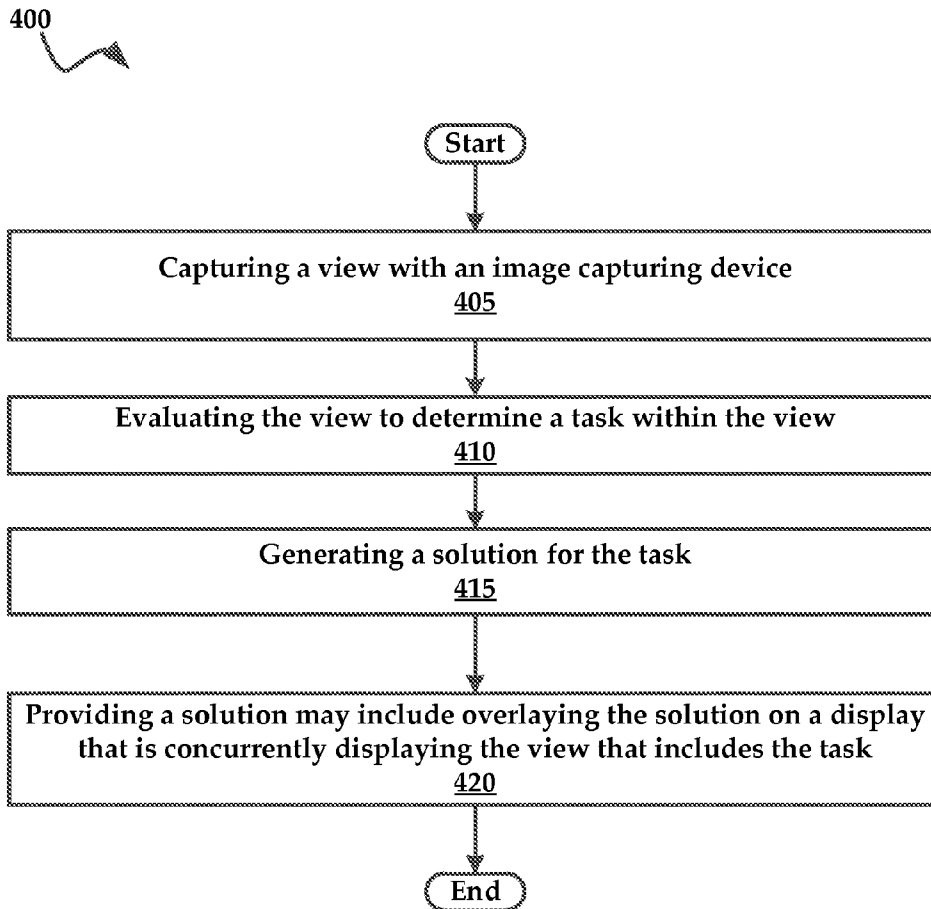 400
Start
Capturing a view with an image capturing device
405
Evaluating the view to determine a task within the view
410
Generating a solution for the task
415
Providing a solution may include overlaying the solution on a display
that is concurrently displaying the view that includes the task
420
End